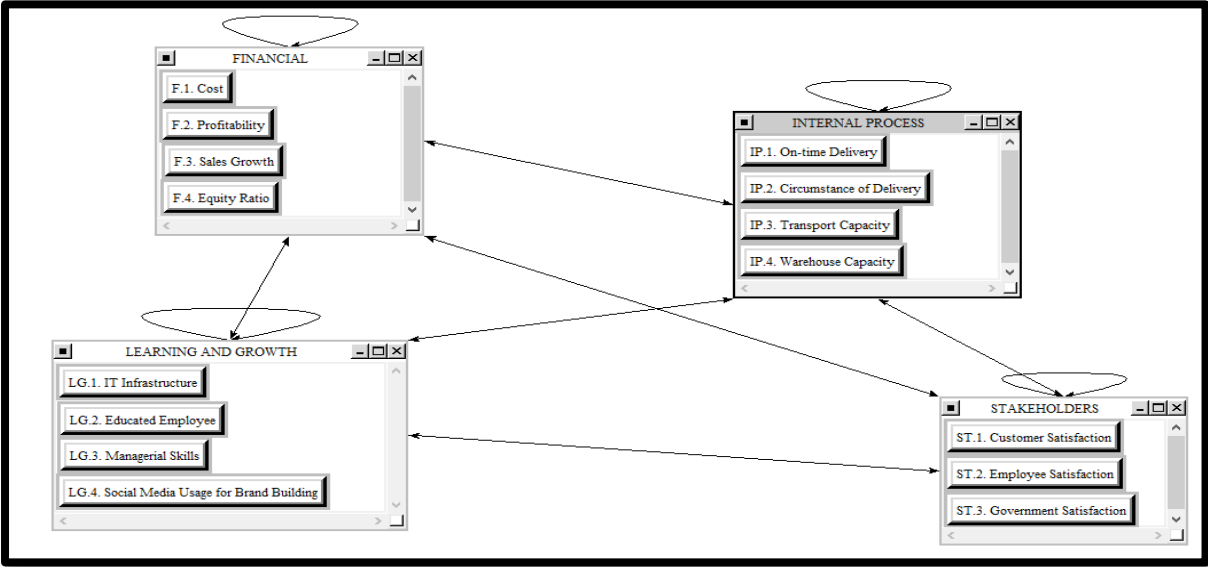 FINANCIAL
F.1. Cost
F.2. Profitability
F.3. Sales Growth
F.4. Equity Ratio
INTERNAL PROCESS
IP.1. On-time Delivery
IP.2. Circumstance of Delivery
IP.3. Transport Capacity
IP.4. Warehouse Capacity
LEARNING AND GROWTH
LG.1. IT Infrastructure
LG.2. Educated Employee
LG.3. Managerial Skills
LG.4. Social Media Usage for Brand Building
STAKEHOLDERS
ST.1. Customer Satisfaction
ST.2. Employee Satisfaction
ST.3. Government Satisfaction